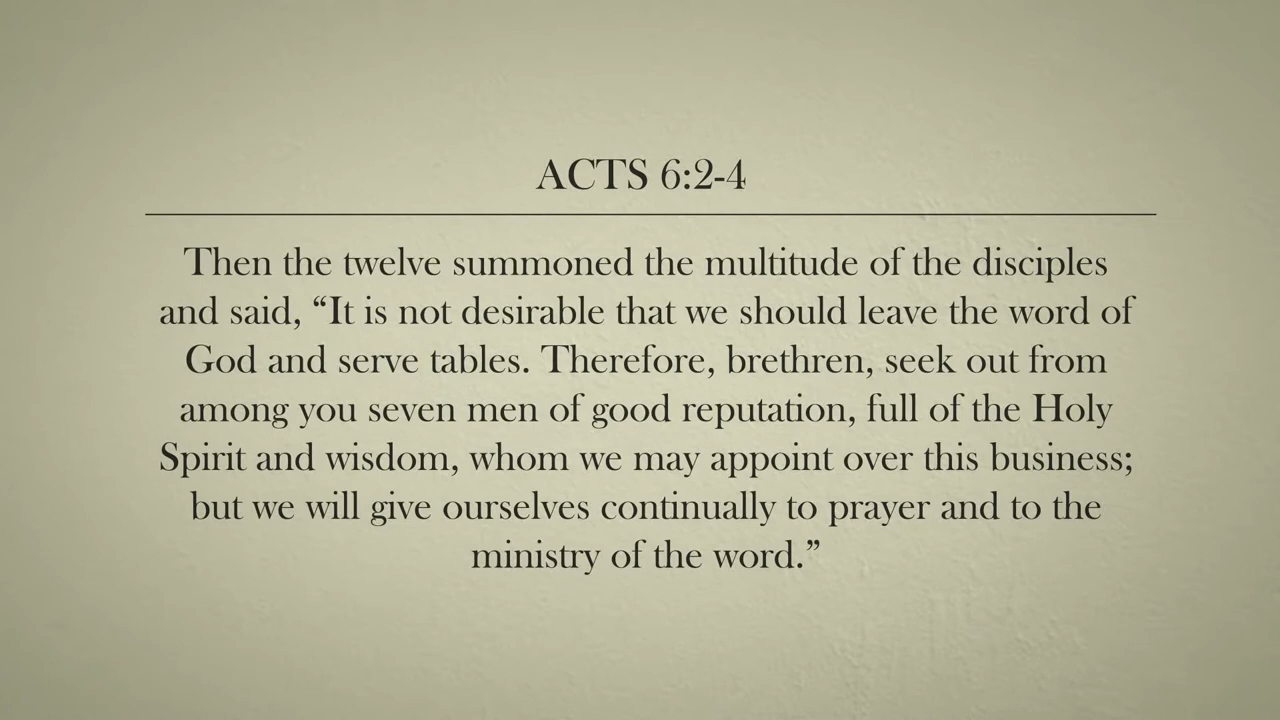 ACTS 6:2-4
Then the twelve summoned the multitude of the disciples
and said, “It is not desirable that we should leave the word of
God and serve tables. Therefore, brethren, seek out from
among you seven men of good reputation, full of the Holy
Spirit and wisdom, whom we may appoint over this business;
but we will give ourselves continually to prayer and to the
ministry of the word.”